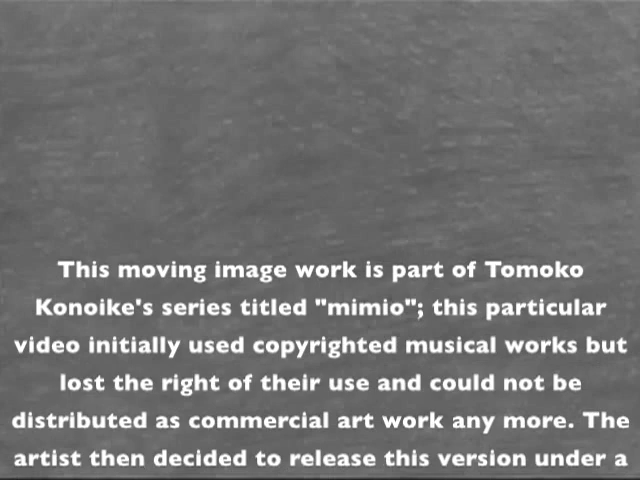 This moving image work is part of Tomoko
Konoike's series titled "mimio"; this particular
video initially used copyrighted musical works but
lost the right of their use and could not be
distributed as commercial art work any more. The
artist then decided to release this version under a